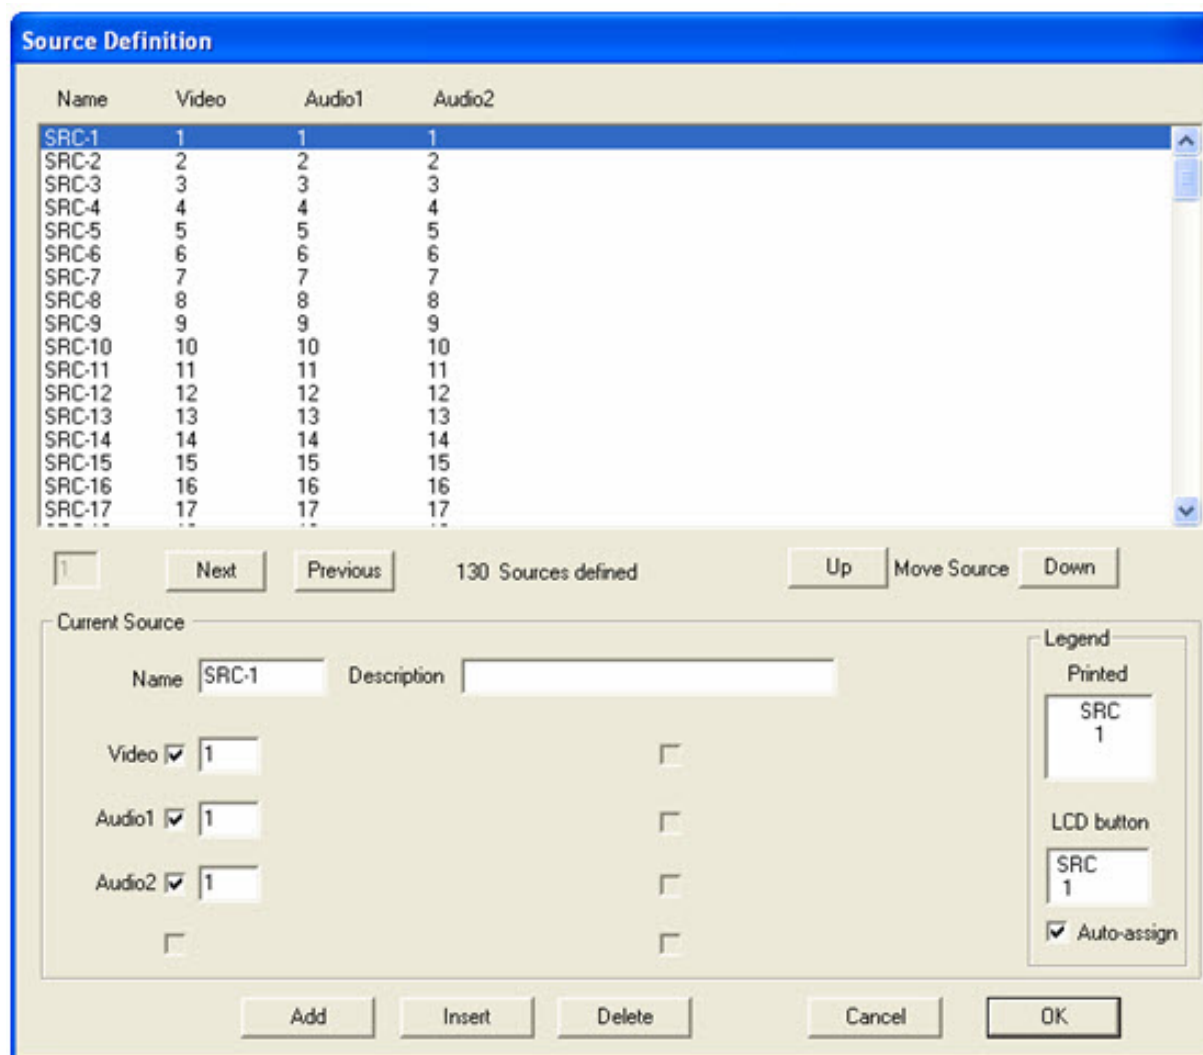 Source Definition
Name Video Audio1 Audio2
SRC-1 1 1 1
SRC-2 2 2 2
SRC-3 3 3 3
SRC-4 4 4 4
SRC-5 5 5 5
SRC-6 6 6 6
SRC-7 7 7 7
SRC-8 8 8 8
SRC-9 9 9 9
SRC-10 10 10 10
SRC-11 11 11 11
SRC-12 12 12 12
SRC-13 13 13 13
SRC-14 14 14 14
SRC-15 15 15 15
SRC-16 16 16 16
SRC-17 17 17 17
1 Next Previous 130 Sources defined Up Move Source Down
Current Source
Name SRC-1 Description
Video 1
Audio1 1
Audio2 1
Legend
Printed
SRC
1
LCD button
SRC
1
Auto-assign
Add Insert Delete Cancel OK